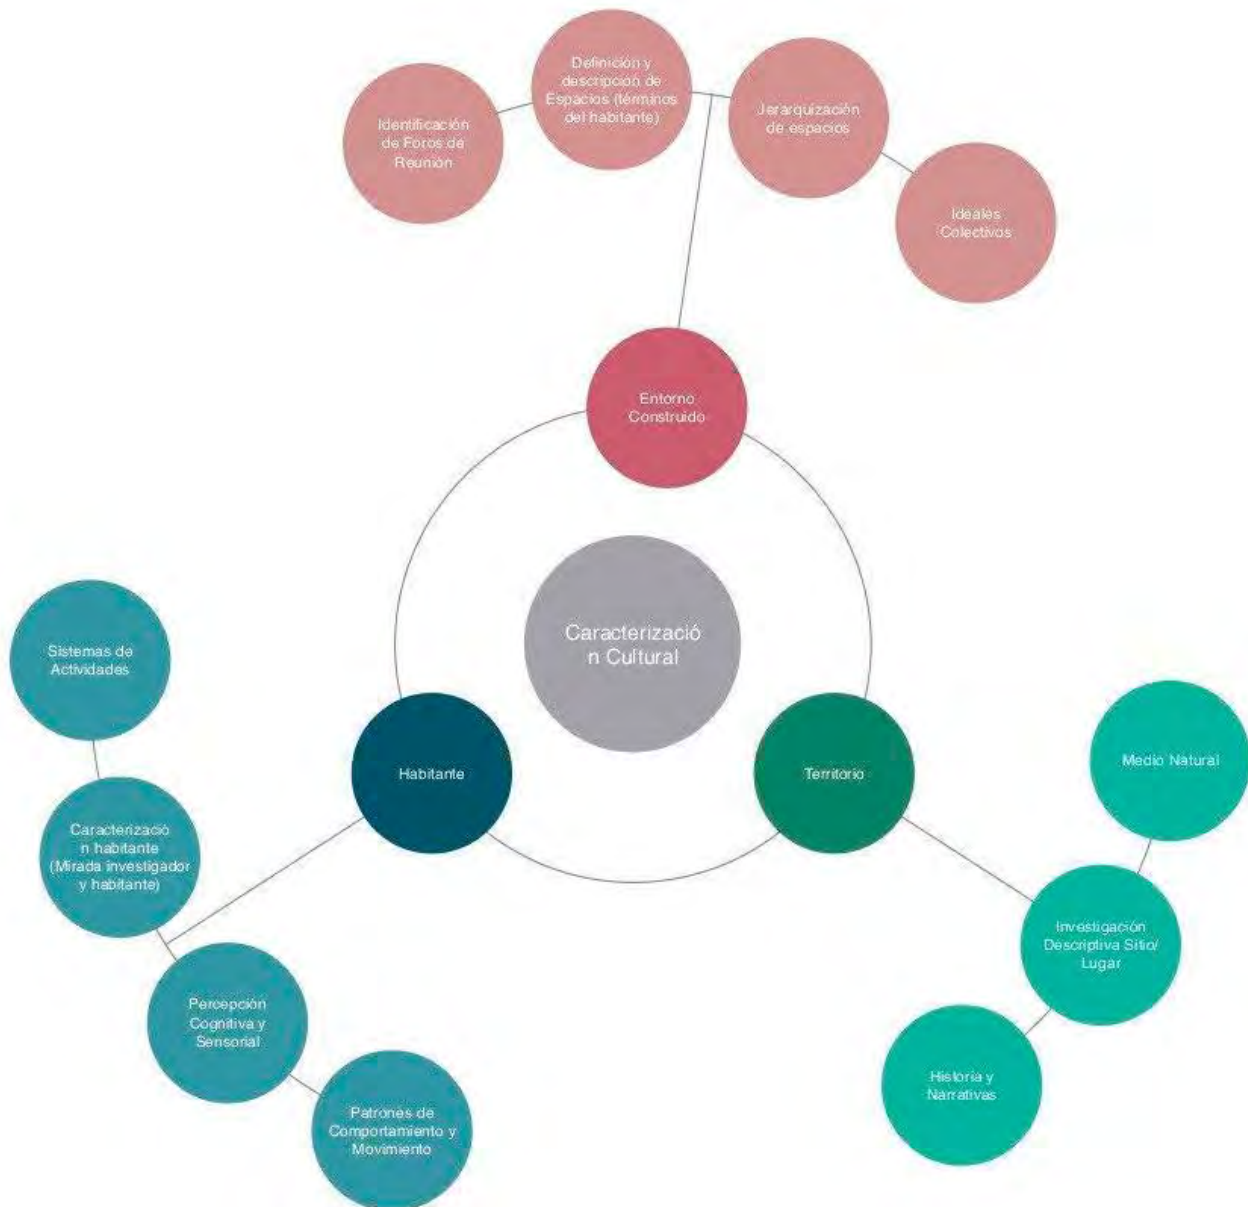 Definición y
descripción de
Espacios (términos
del habitante)
Identificación
de Foros de
Reunión
Jerarquización
de espacios
Ideales
Colectivos
Entorno
Construido
Caracterizació
n Cultural
Habitante
Territorio
Sistemas de
Actividades
Caracterizació
n habitante
(Mirada investigador
y habitante)
Percepción
Cognitiva y
Sensorial
Patrones de
Comportamiento y
Movimiento
Medio Natural
Investigación
Descriptiva Sitio/
Lugar
Historia y
Narrativas